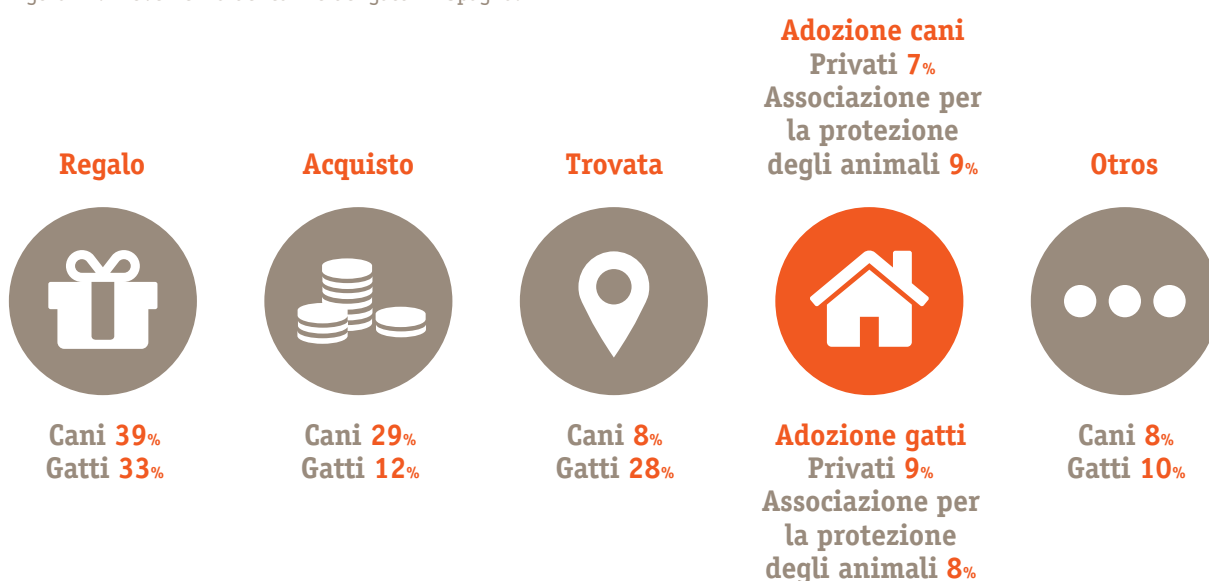 Adozione cani
Privati 7%
Associazione per
la protezione
degli animali 9%
Regalo
Acquisto
Trovata
Otros
Cani 39%
Gatti 33%
Cani 29%
Gatti 12%
Cani 8%
Gatti 28%
Adozione gatti
Privati 9%
Associazione per
la protezione
degli animali 8%
Cani 8%
Gatti 10%